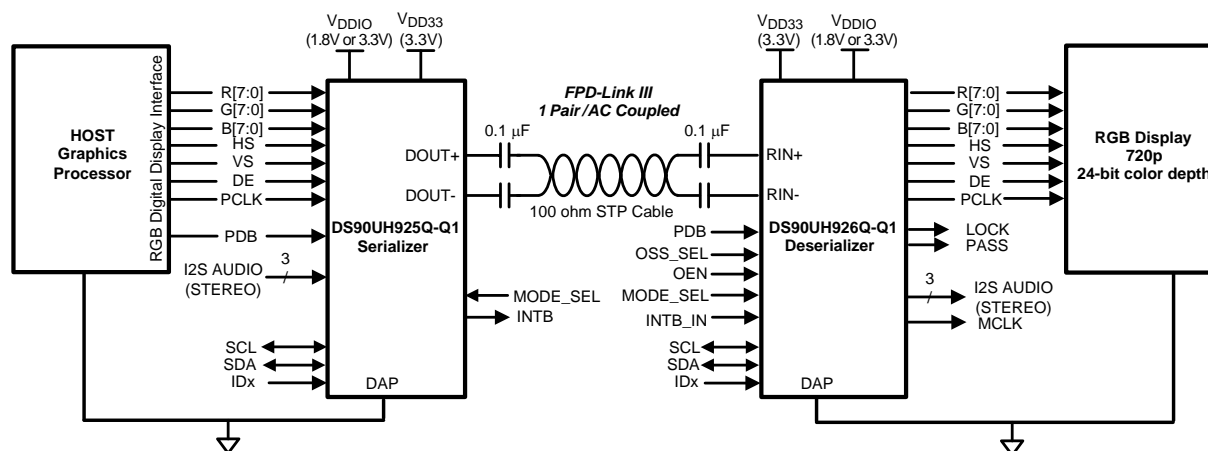 VDDIO
(1.8V or 3.3V)
VDD33
(3.3V)
HOST
Graphics
Processor
RGB Digital Display Interface
R[7:0]
G[7:0]
B[7:0]
HS
VS
DE
PCLK
PDB
3
I2S AUDIO
(STEREO)
SCL
SDA
IDx
DOUT+
DOUT-
DS90UH925Q-Q1
Serializer
MODE_SEL
INTB
DAP
FPD-Link III
1 Pair /AC Coupled
0.1 µF
0.1 µF
100 ohm STP Cable
VDD33
(3.3V)
VDDIO
(1.8V or 3.3V)
RIN+
RIN-
PDB
OSS_SEL
OEN
MODE_SEL
INTB_IN
SCL
SDA
IDx
DS90UH926Q-Q1
Deserializer
DAP
R[7:0]
G[7:0]
B[7:0]
HS
VS
DE
PCLK
LOCK
PASS
3
I2S AUDIO
(STEREO)
MCLK
RGB Display
720p
24-bit color depth